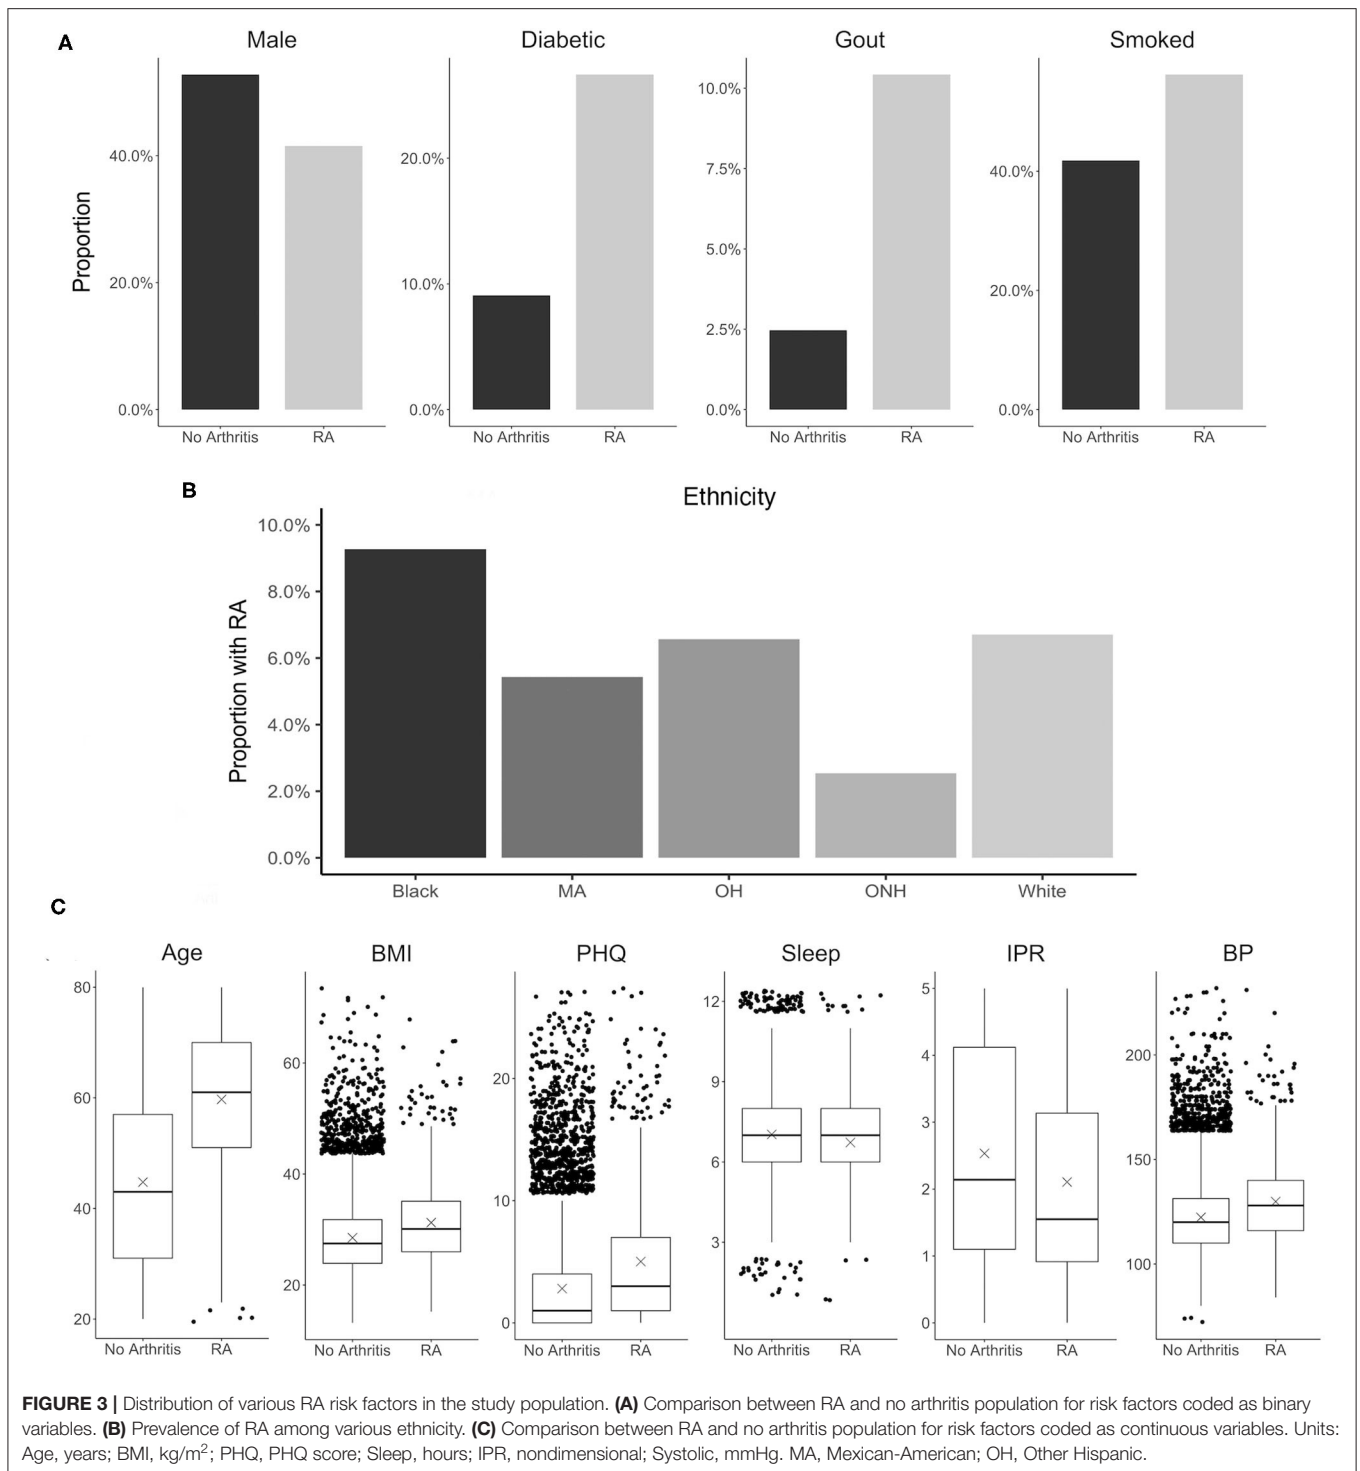 A
Male Diabetic Gout Smoked
Proportion
40.0%
20.0%
0.0%
No Arthritis RA
20.0%
10.0%
0.0%
No Arthritis RA
10.0%
7.5%
5.0%
2.5%
0.0%
No Arthritis RA
40.0%
20.0%
0.0%
No Arthritis RA
B
Ethnicity
Proportion with RA
10.0%
8.0%
6.0%
4.0%
2.0%
0.0%
Black MA OH ONH White
C
Age BMI PHQ Sleep IPR BP
80
60
40
20
No Arthritis RA
60
40
20
No Arthritis RA
20
10
0
No Arthritis RA
12
9
6
3
No Arthritis RA
5
4
3
2
1
0
No Arthritis RA
200
150
100
No Arthritis RA
FIGURE 3 | Distribution of various RA risk factors in the study population. (A) Comparison between RA and no arthritis population for risk factors coded as binary
variables. (B) Prevalence of RA among various ethnicity. (C) Comparison between RA and no arthritis population for risk factors coded as continuous variables. Units:
Age, years; BMI, kg/m²; PHQ, PHQ score; Sleep, hours; IPR, nondimensional; Systolic, mmHg. MA, Mexican-American; OH, Other Hispanic.